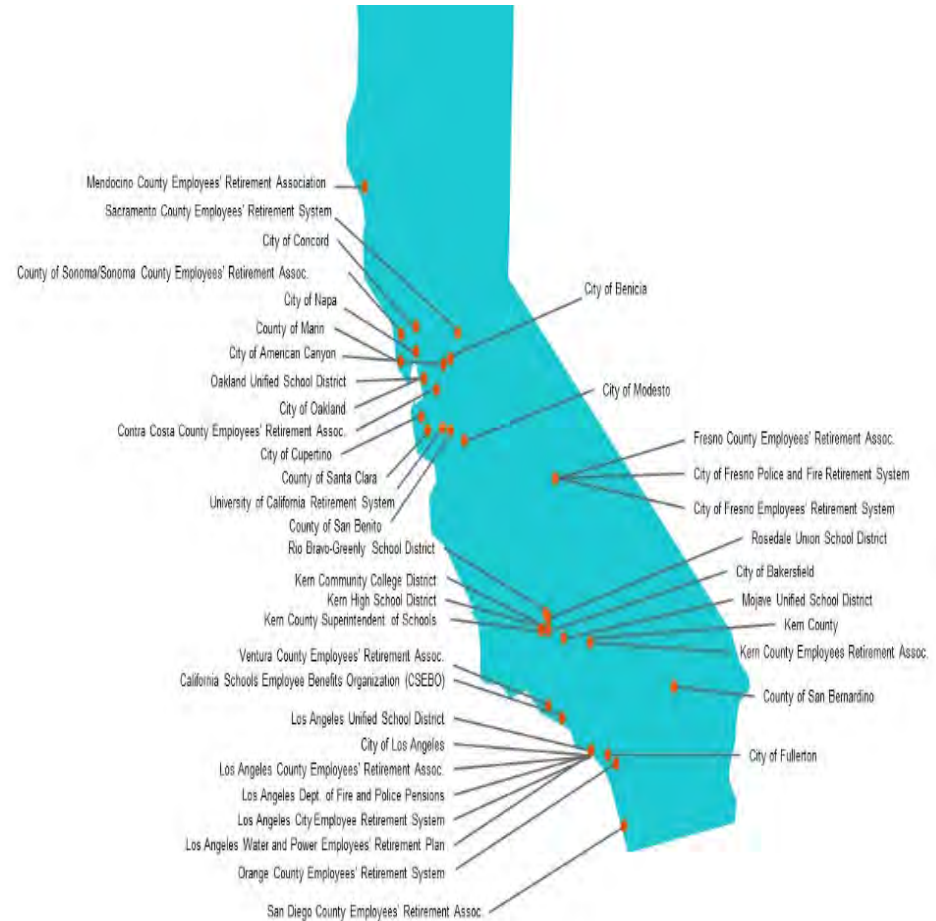 Mendocino County Employees' Retirement Association
Sacramento County Employees' Retirement System
City of Concord
County of Sonoma/Sonoma County Employees' Retirement Assoc.
City of Napa
County of Marin
City of American Canyon
Oakland Unified School District
City of Oakland
Contra Costa County Empioyees' Retirement Assoc.
City of Cupertino
County of Santa Clara
University of California Retirement System
County of San Benito
Rio Bravo-Greenly School District
Kern Community College District
Kern High School District
Kern County Superintendent of Schools
Ventura County Employees' Retirement Assoc.
California Schools Employee Benefits Organization (CSEBO)
Los Angeles Unified School District
City of Los Angeles
Los Angeles County Employees' Retirement Assoc.
Los Angeles Dept. of Fire and Police Pensions
Los Angeles City Employee Retirement System
Los Angeles Water and Power Employees' Retirement Plan
Orange County Employees' Retirement System
San Diego County Employees' Retirement Assoc.
City of Benicia
City of Modesto
Fresno County Employees' Retirement Assoc.
City of Fresno Police and Fire Retirement System
City of Fresno Employees' Retirement System
Rosedale Union School District
City of Bakersfield
Mojave Unified School District
Kern County
Kern County Employees Retirement Assoc.
County of San Bernardino
City of Fullerton